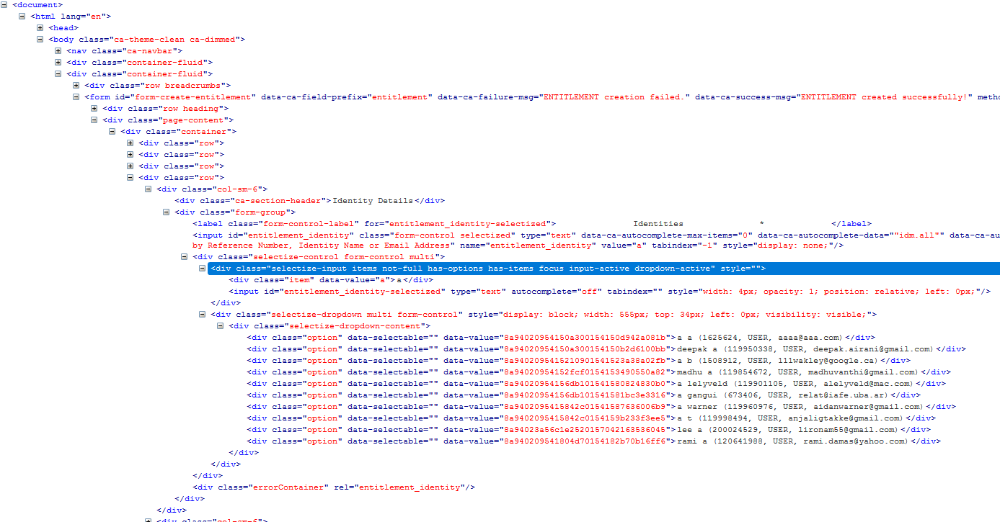 <document>
<html lang="en">
<head>
<body class="ca-theme-clean ca-dimmed">
<nav class="ca-navbar">
<div class="container-fluid">
<div class="container-fluid">
<div class="row breadcrumbs">
<form id="form-create-entitlement" data-ca-field-prefix="entitlement" data-ca-failure-msg="ENTITLEMENT creation failed." data-ca-success-msg="ENTITLEMENT created successfully!" metho
<div class="row heading">
<div class="page-content">
<div class="container">
<div class="row">
<div class="row">
<div class="row">
<div class="row">
<div class="col-sm-6">
<div class="ca-section-header">Identity Details</div>
<div class="form-group">
<label class="form-control-label" for="entitlement_identity-selectized"> Identities * </label>
<input id="entitlement_identity" class="form-control selectized" type="text" data-ca-autocomplete-max-items="0" data-ca-autocomplete-data=""idm.all"" data-ca-au
by Reference Number, Identity Name or Email Address" name="entitlement_identity" value="a" tabindex="-1" style="display: none;"/>
<div class="selectize-control form-control multi">
<div class="selectize-input items not-full has-options has-items focus input-active dropdown-active" style="">
<div class="item" data-value="a">a</div>
<input id="entitlement_identity-selectized" type="text" autocomplete="off" tabindex="" style="width: 4px; opacity: 1; position: relative; left: 0px;"/>
</div>
<div class="selectize-dropdown multi form-control" style="display: block; width: 555px; top: 34px; left: 0px; visibility: visible;">
<div class="selectize-dropdown-content">
<div class="option" data-selectable="" data-value="8a94020954150a300154150d942a081b">a a (1625624, USER, aaaa@aaa.com)</div>
<div class="option" data-selectable="" data-value="8a94020954150a300154150b2d6100bb">deepak a (119950338, USER, deepak.airani@gmail.com)</div>
<div class="option" data-selectable="" data-value="8a940209541521090154 1523a38a02fb">a b (1508912, USER, 111wakley@google.ca)</div>
<div class="option" data-selectable="" data-value="8a94020954152fcf0154153490550a82">madhu a (119854672, USER, madhuvanthi@gmail.com)</div>
<div class="option" data-selectable="" data-value="8a94020954156db101541580824830b0">a lelyveld (119901105, USER, alelyveld@mac.com)</div>
<div class="option" data-selectable="" data-value="8a94020954156db101541581bc3e3316">a gangui (673406, USER, relat@iafe.uba.ar)</div>
<div class="option" data-selectable="" data-value="8a9402095415842c01541587636006b9">a warner (119960976, USER, aidanwarner@gmail.com)</div>
<div class="option" data-selectable="" data-value="8a9402095415842c0154159b233f3ee5">a t (119998494, USER, anjaligtakke@gmail.com)</div>
<div class="option" data-selectable="" data-value="8a94023a56c1e2520157042163536045">lee a (200024529, USER, lironam55@gmail.com)</div>
<div class="option" data-selectable="" data-value="8a940209541804d70154182b70b16ff6">rami a (120641988, USER, rami.damas@yahoo.com)</div>
</div>
</div>
</div>
<div class="errorContainer" rel="entitlement_identity"/>
</div>
</div>
<div class="col-sm-6">